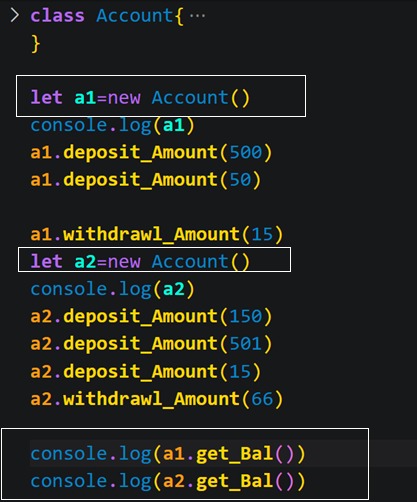 class Account{…
}
let a1=new Account()
console.log(a1)
a1.deposit_Amount(500)
a1.deposit_Amount(50)
a1.withdrawl_Amount(15)
let a2=new Account()
console.log(a2)
a2.deposit_Amount(150)
a2.deposit_Amount(501)
a2.deposit_Amount(15)
a2.withdrawl_Amount(66)
console.log(a1.get_Bal())
console.log(a2.get_Bal())